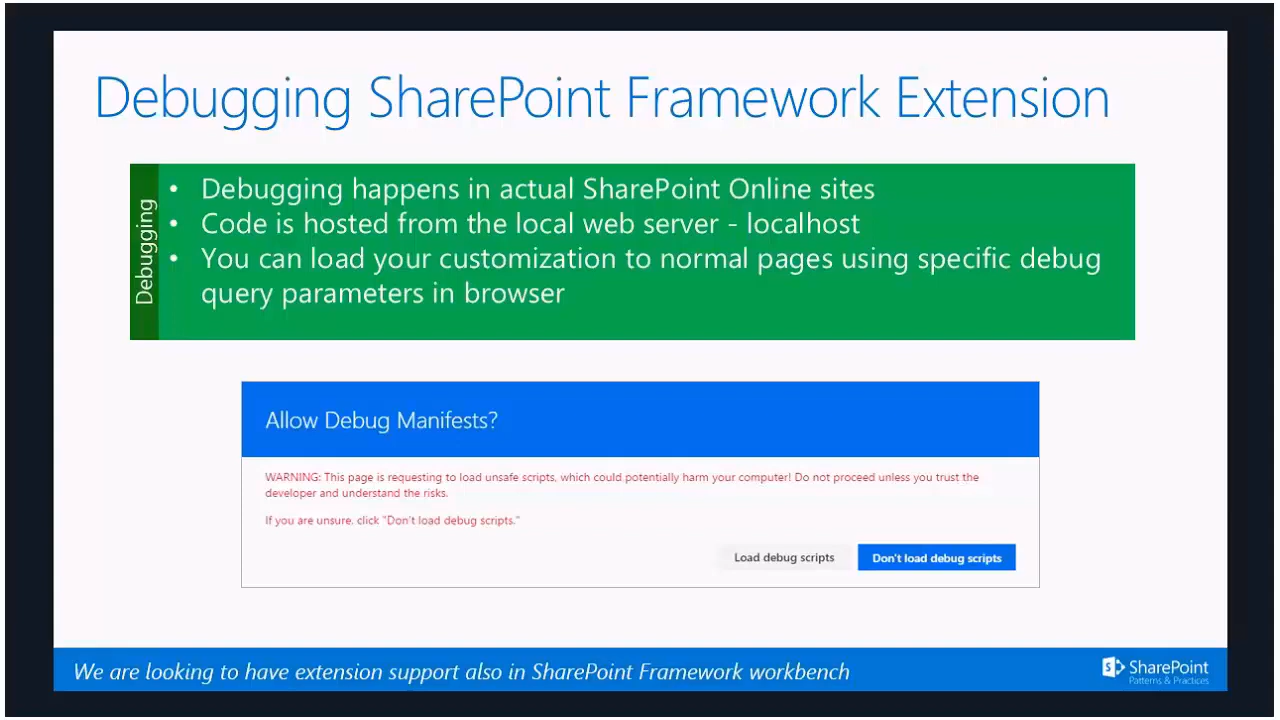 Debugging SharePoint Framework Extension
Debugging
• Debugging happens in actual SharePoint Online sites
• Code is hosted from the local web server - localhost
• You can load your customization to normal pages using specific debug
query parameters in browser
Allow Debug Manifests?
WARNING: This page is requesting to load unsafe scripts, which could potentially harm your computer! Do not proceed unless you trust the
developer and understand the risks.
If you are unsure, click "Don't load debug scripts."
Load debug scripts
Don't load debug scripts
We are looking to have extension support also in SharePoint Framework workbench
S
SharePoint
Patterns & Practices